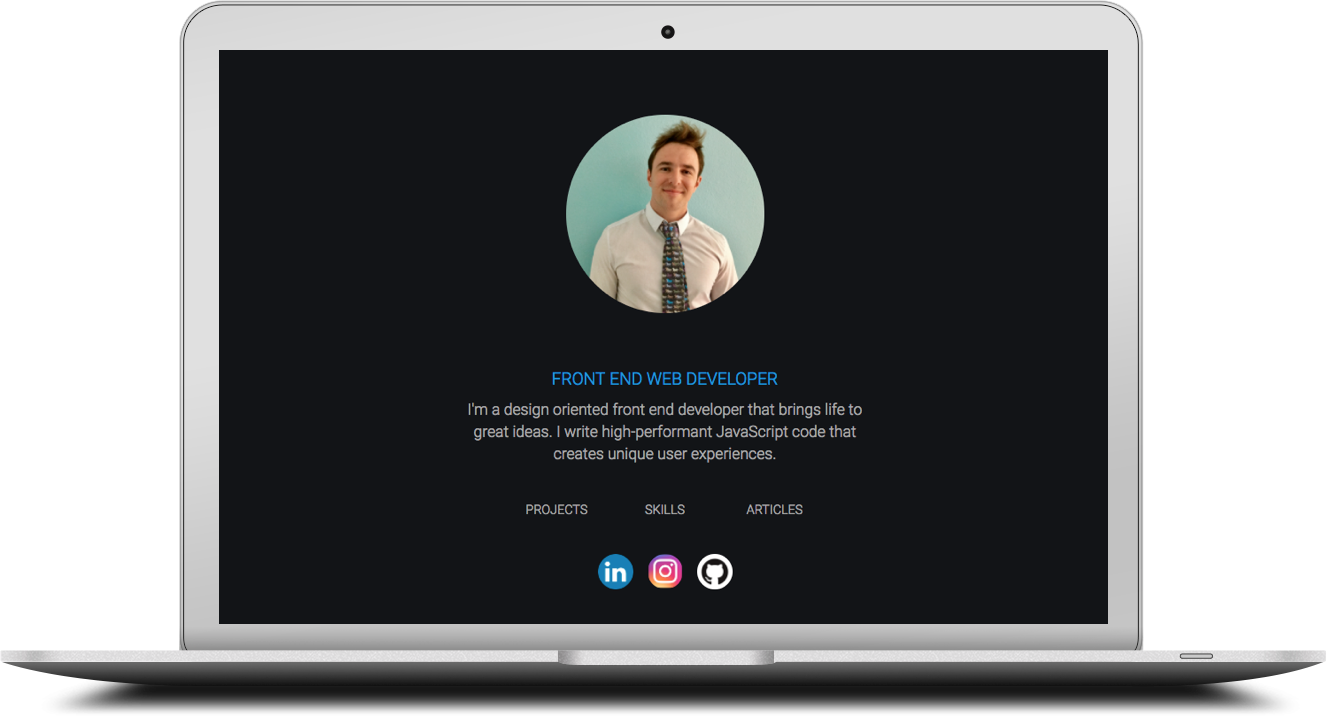 FRONT END WEB DEVELOPER
I'm a design oriented front end developer that brings life to
great ideas. I write high-performant JavaScript code that
creates unique user experiences.
PROJECTS SKILLS ARTICLES
in